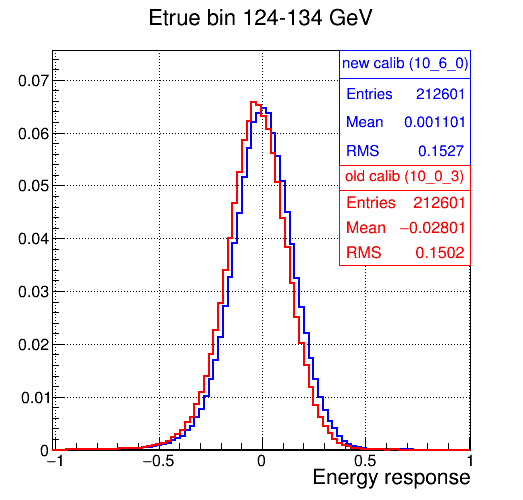 Etrue bin 124-134 GeV
new calib (10_6_0)
Entries 212601
Mean 0.001101
RMS 0.1527
old calib (10_0_3)
Entries 212601
Mean −0.02801
RMS 0.1502
0.07
0.06
0.05
0.04
0.03
0.02
0.01
0
−1 −0.5 0 0.5 1
Energy response